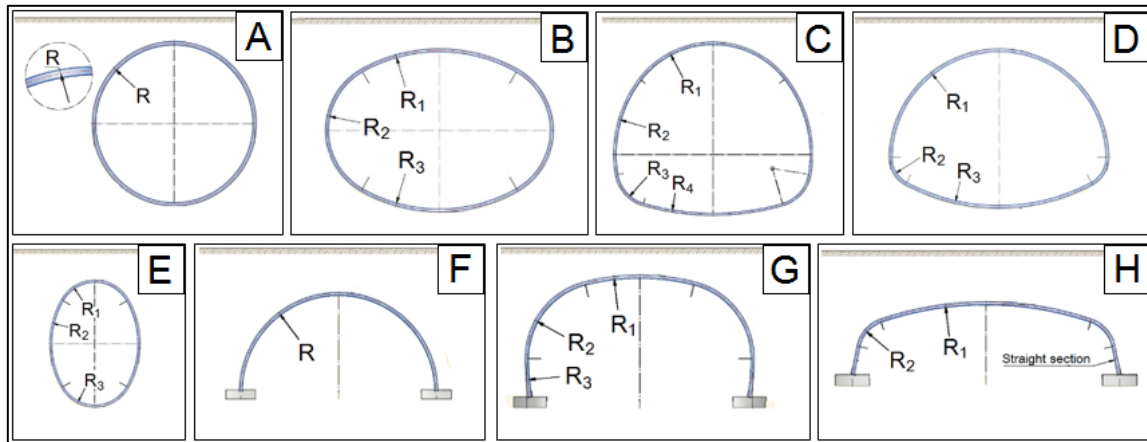 A
R
R
B
R1
R2
R3
C
R1
R2
R3
R4
D
R1
R2
R3
E
R1
R2
R3
F
R
G
R1
R2
R3
H
R1
R2
Straight section